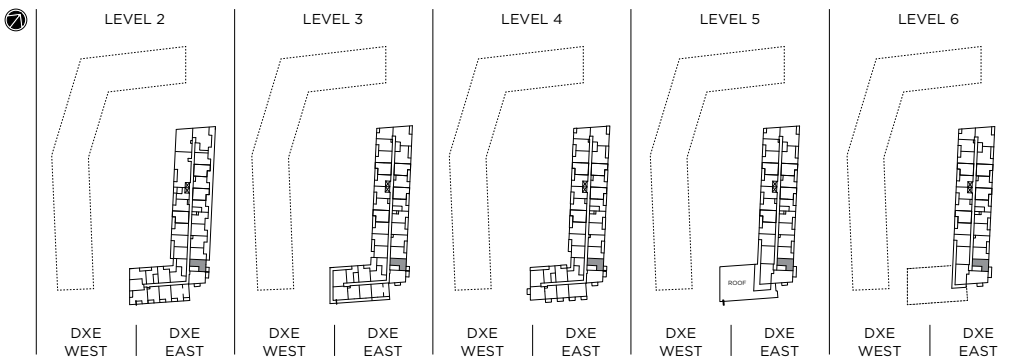 LEVEL 2
LEVEL 3
LEVEL 4
LEVEL 5
LEVEL 6
ROOF
DXE WEST
DXE EAST
DXE WEST
DXE EAST
DXE WEST
DXE EAST
DXE WEST
DXE EAST
DXE WEST
DXE EAST